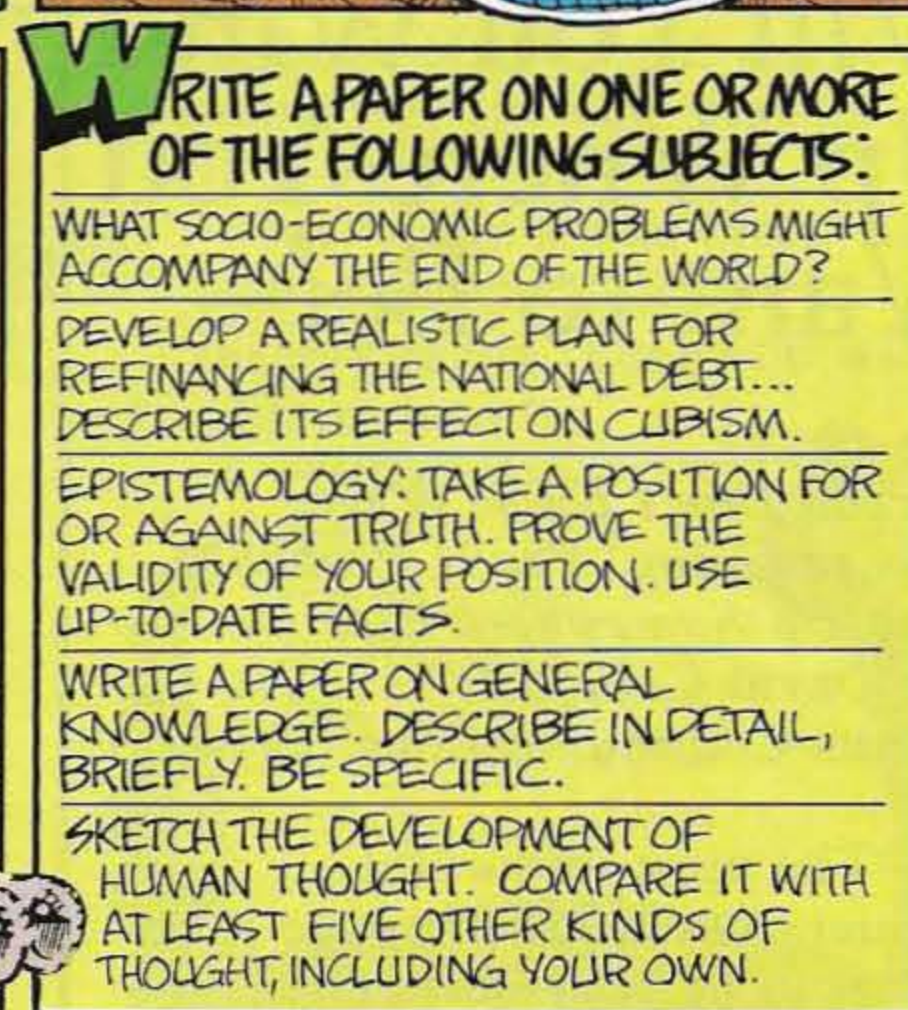 WRITE A PAPER ON ONE OR MORE
OF THE FOLLOWING SUBJECTS:
WHAT SOCIO-ECONOMIC PROBLEMS MIGHT
ACCOMPANY THE END OF THE WORLD?
DEVELOP A REALISTIC PLAN FOR
REFINANCING THE NATIONAL DEBT...
DESCRIBE ITS EFFECT ON CUBISM.
EPISTEMOLOGY: TAKE A POSITION FOR
OR AGAINST TRUTH. PROVE THE
VALIDITY OF YOUR POSITION. USE
UP-TO-DATE FACTS.
WRITE A PAPER ON GENERAL
KNOWLEDGE. DESCRIBE IN DETAIL,
BRIEFLY. BE SPECIFIC.
SKETCH THE DEVELOPMENT OF
HUMAN THOUGHT. COMPARE IT WITH
AT LEAST FIVE OTHER KINDS OF
THOUGHT, INCLUDING YOUR OWN.